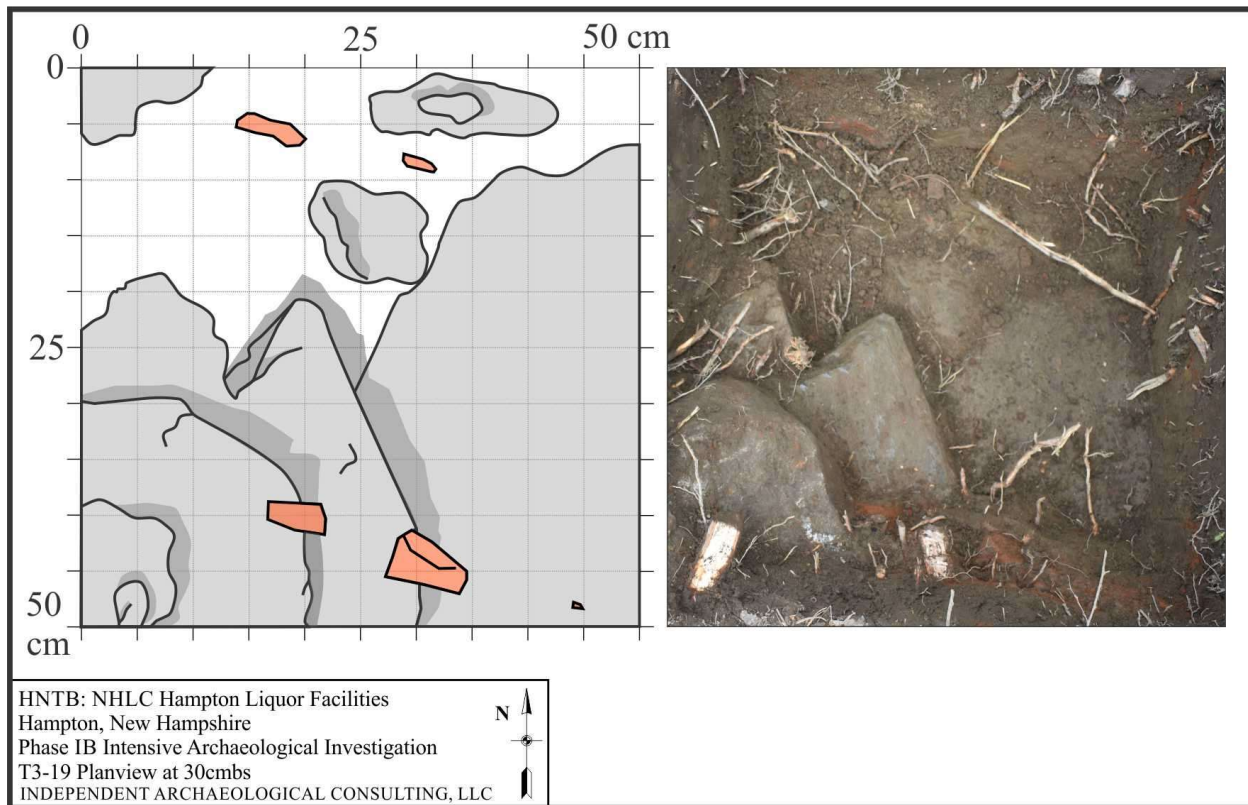 0 25 50 cm
0
25
50
cm
HNTB: NHLC Hampton Liquor Facilities
Hampton, New Hampshire
Phase IB Intensive Archaeological Investigation
T3-19 Planview at 30cmbs
INDEPENDENT ARCHAEOLOGICAL CONSULTING, LLC
N